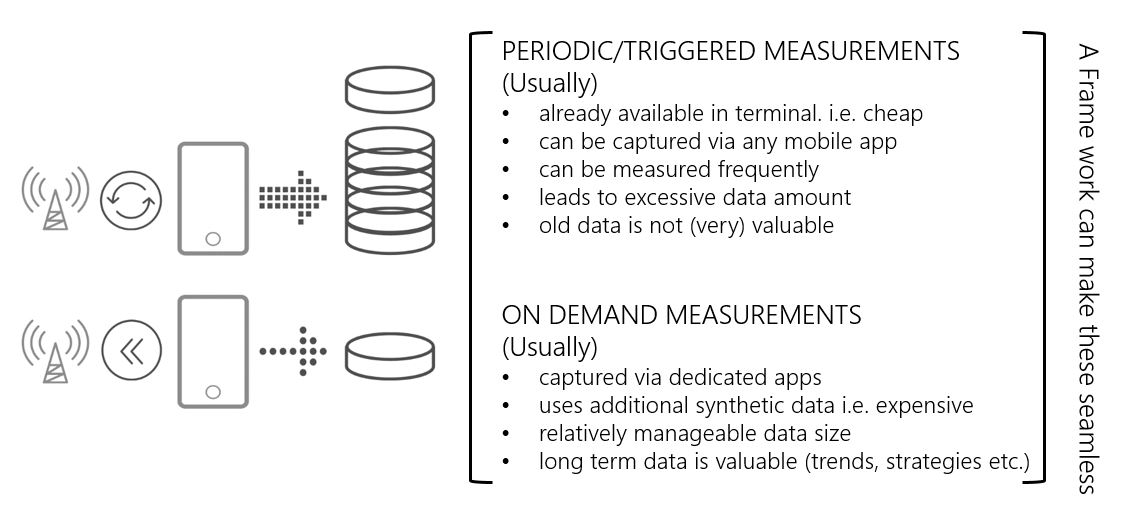 PERIODIC/TRIGGERED MEASUREMENTS
(Usually)
• already available in terminal. i.e. cheap
• can be captured via any mobile app
• can be measured frequently
• leads to excessive data amount
• old data is not (very) valuable
ON DEMAND MEASUREMENTS
(Usually)
• captured via dedicated apps
• uses additional synthetic data i.e. expensive
• relatively manageable data size
• long term data is valuable (trends, strategies etc.)
A Frame work can make these seamless